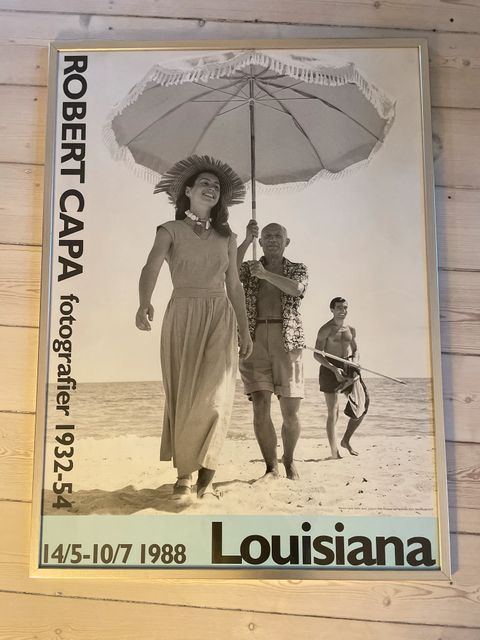 ROBERT CAPA fotografier 1932-54
14/5-10/7 1988
Louisiana